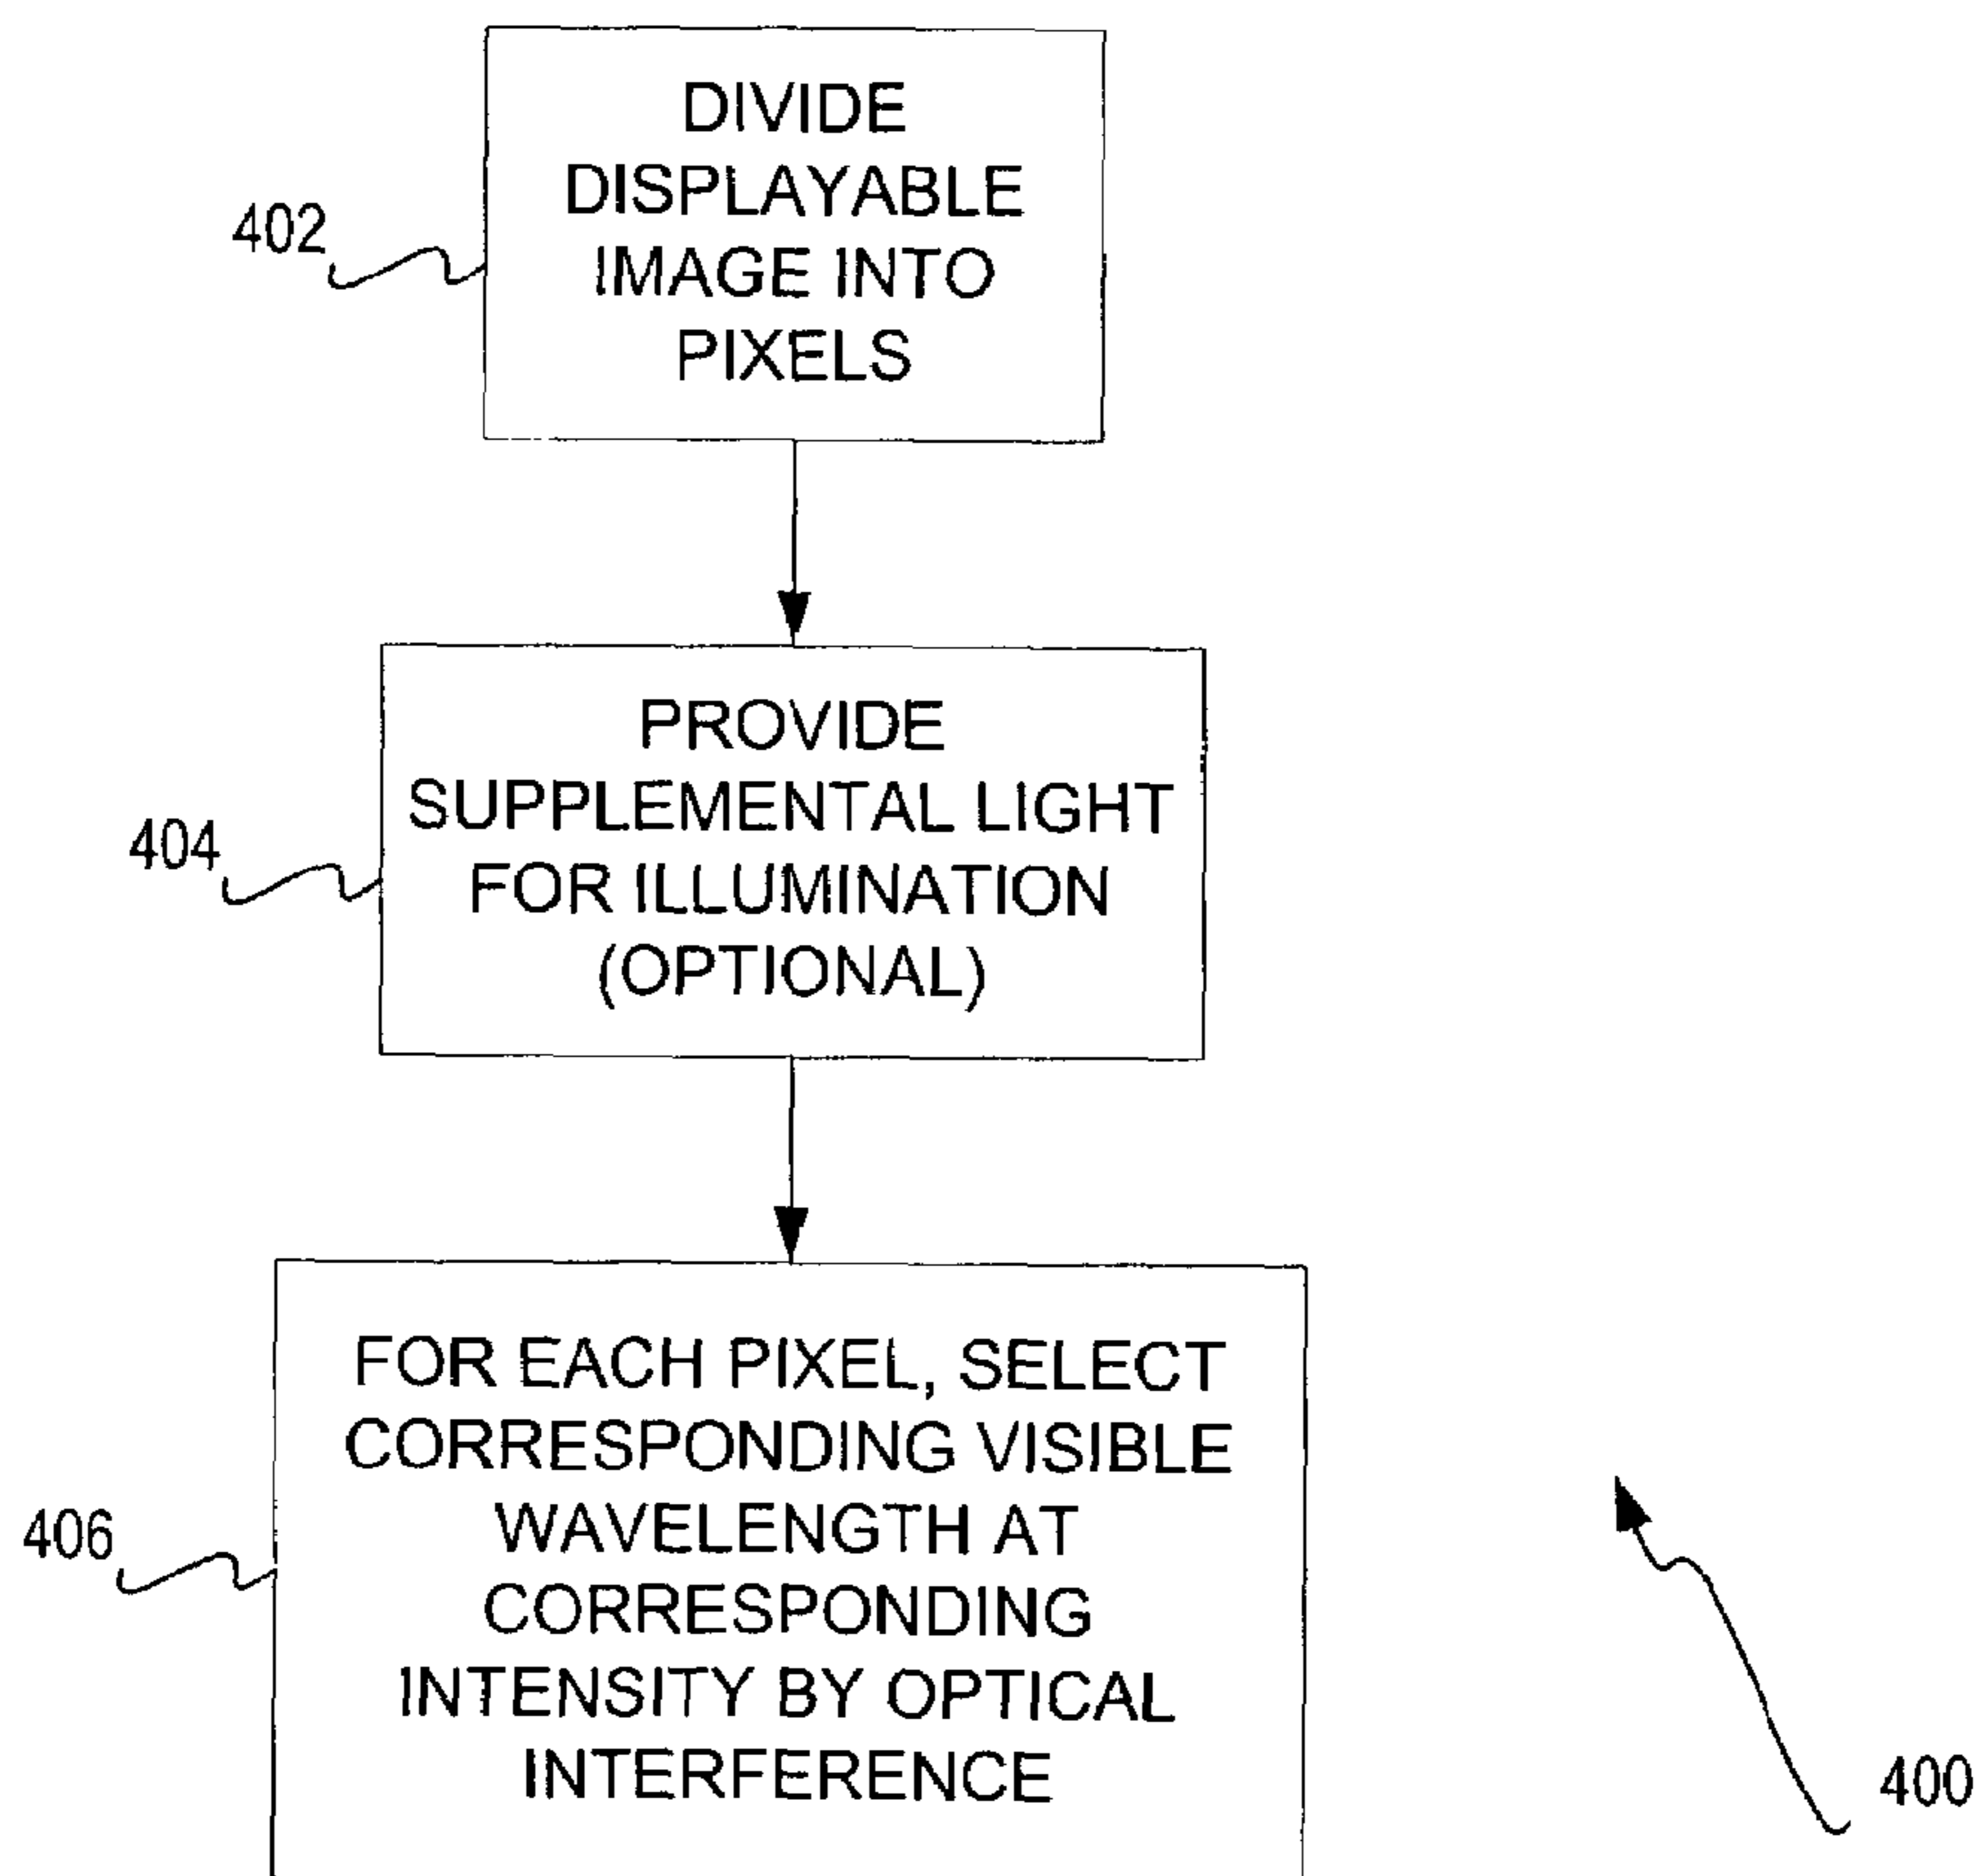 DIVIDE
DISPLAYABLE
IMAGE INTO
PIXELS
402
PROVIDE
SUPPLEMENTAL LIGHT
FOR ILLUMINATION
(OPTIONAL)
404
FOR EACH PIXEL, SELECT
CORRESPONDING VISIBLE
WAVELENGTH AT
CORRESPONDING
INTENSITY BY OPTICAL
INTERFERENCE
406
400